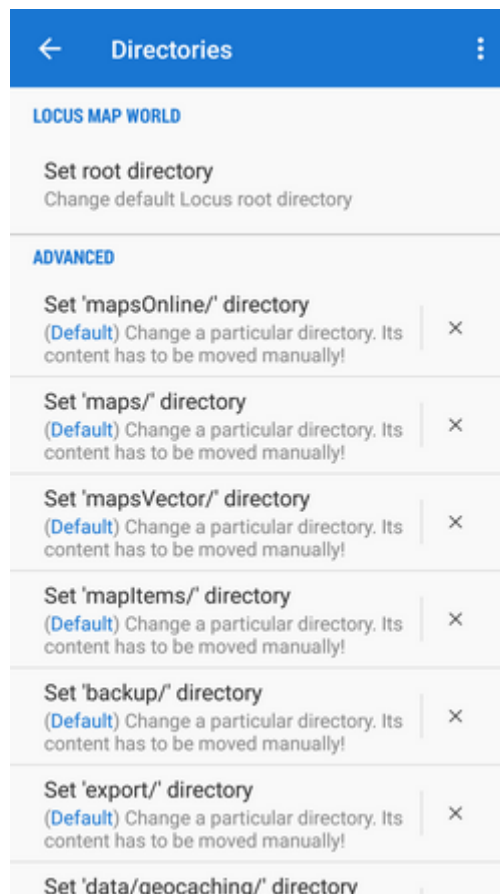 Directories
LOCUS MAP WORLD
Set root directory
Change default Locus root directory
ADVANCED
Set 'mapsOnline/' directory
(Default) Change a particular directory. Its
content has to be moved manually!
Set 'maps/' directory
(Default) Change a particular directory. Its
content has to be moved manually!
Set 'mapsVector/' directory
(Default) Change a particular directory. Its
content has to be moved manually!
Set 'mapItems/' directory
(Default) Change a particular directory. Its
content has to be moved manually!
Set 'backup/' directory
(Default) Change a particular directory. Its
content has to be moved manually!
Set 'export/' directory
(Default) Change a particular directory. Its
content has to be moved manually!
Set 'data/geocaching/' directory